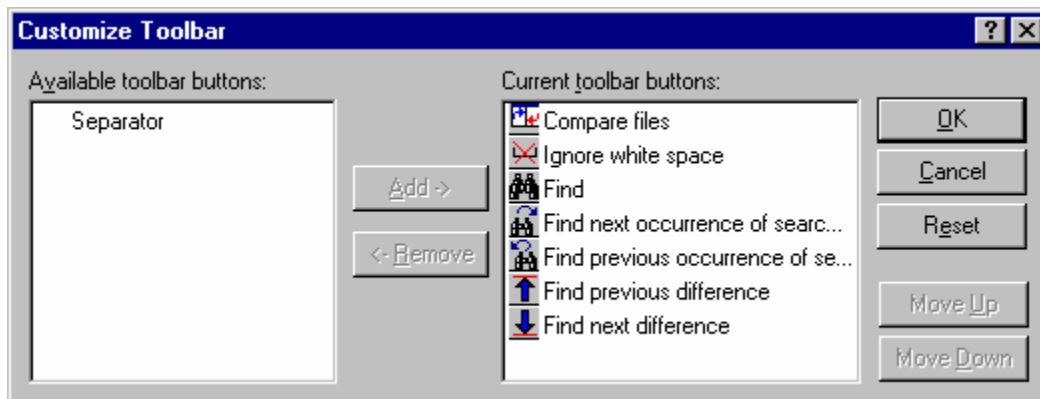 Customize Toolbar
Available toolbar buttons:
Separator
Add ->
<- Remove
Current toolbar buttons:
Compare files
Ignore white space
Find
Find next occurrence of searc...
Find previous occurrence of se...
Find previous difference
Find next difference
OK
Cancel
Reset
Move Up
Move Down